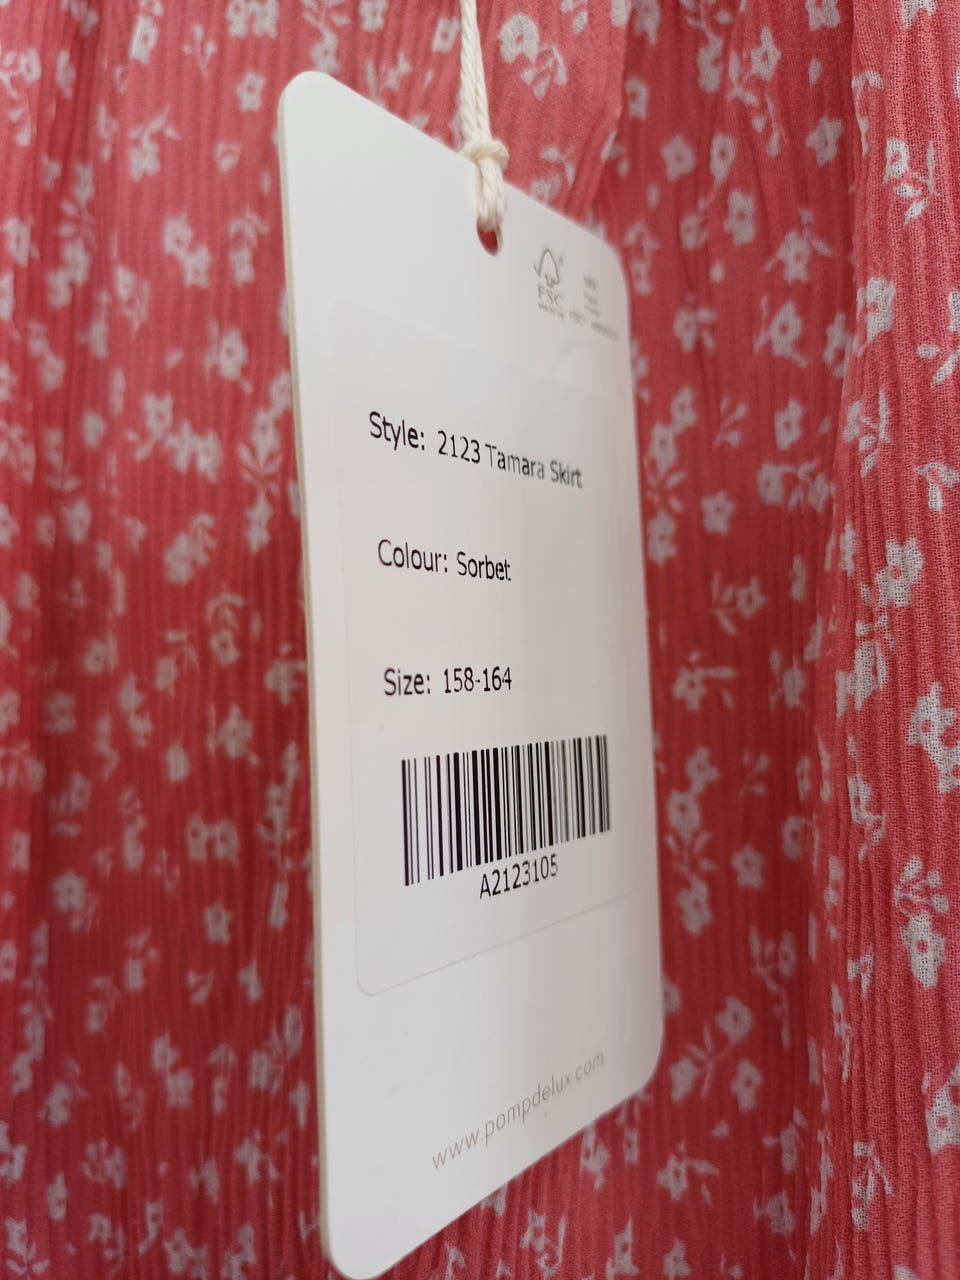 FSC
Style: 2123 Tamara Skirt
Colour: Sorbet
Size: 158-164
A2123105
www.pompdelux.com